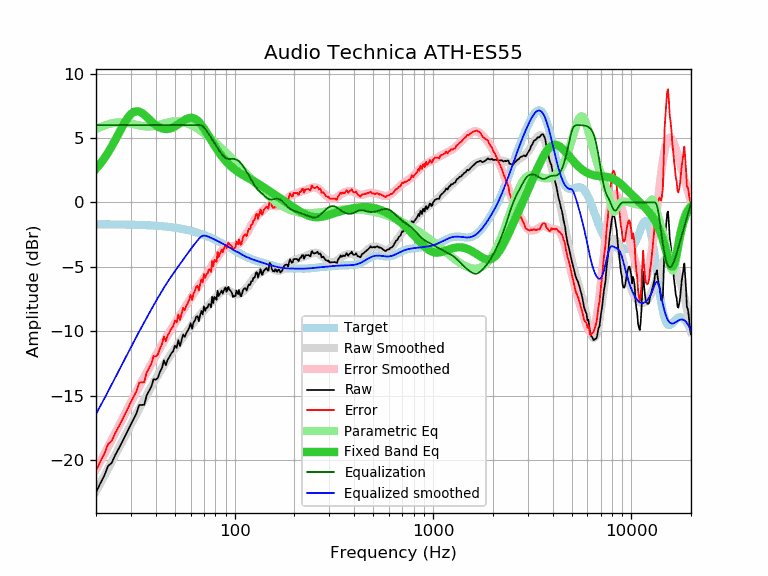 Audio Technica ATH-ES55
10
5
0
−5
−10
−15
−20
Amplitude (dBr)
Target
Raw Smoothed
Error Smoothed
Raw
Error
Parametric Eq
Fixed Band Eq
Equalization
Equalized smoothed
100
1000
10000
Frequency (Hz)